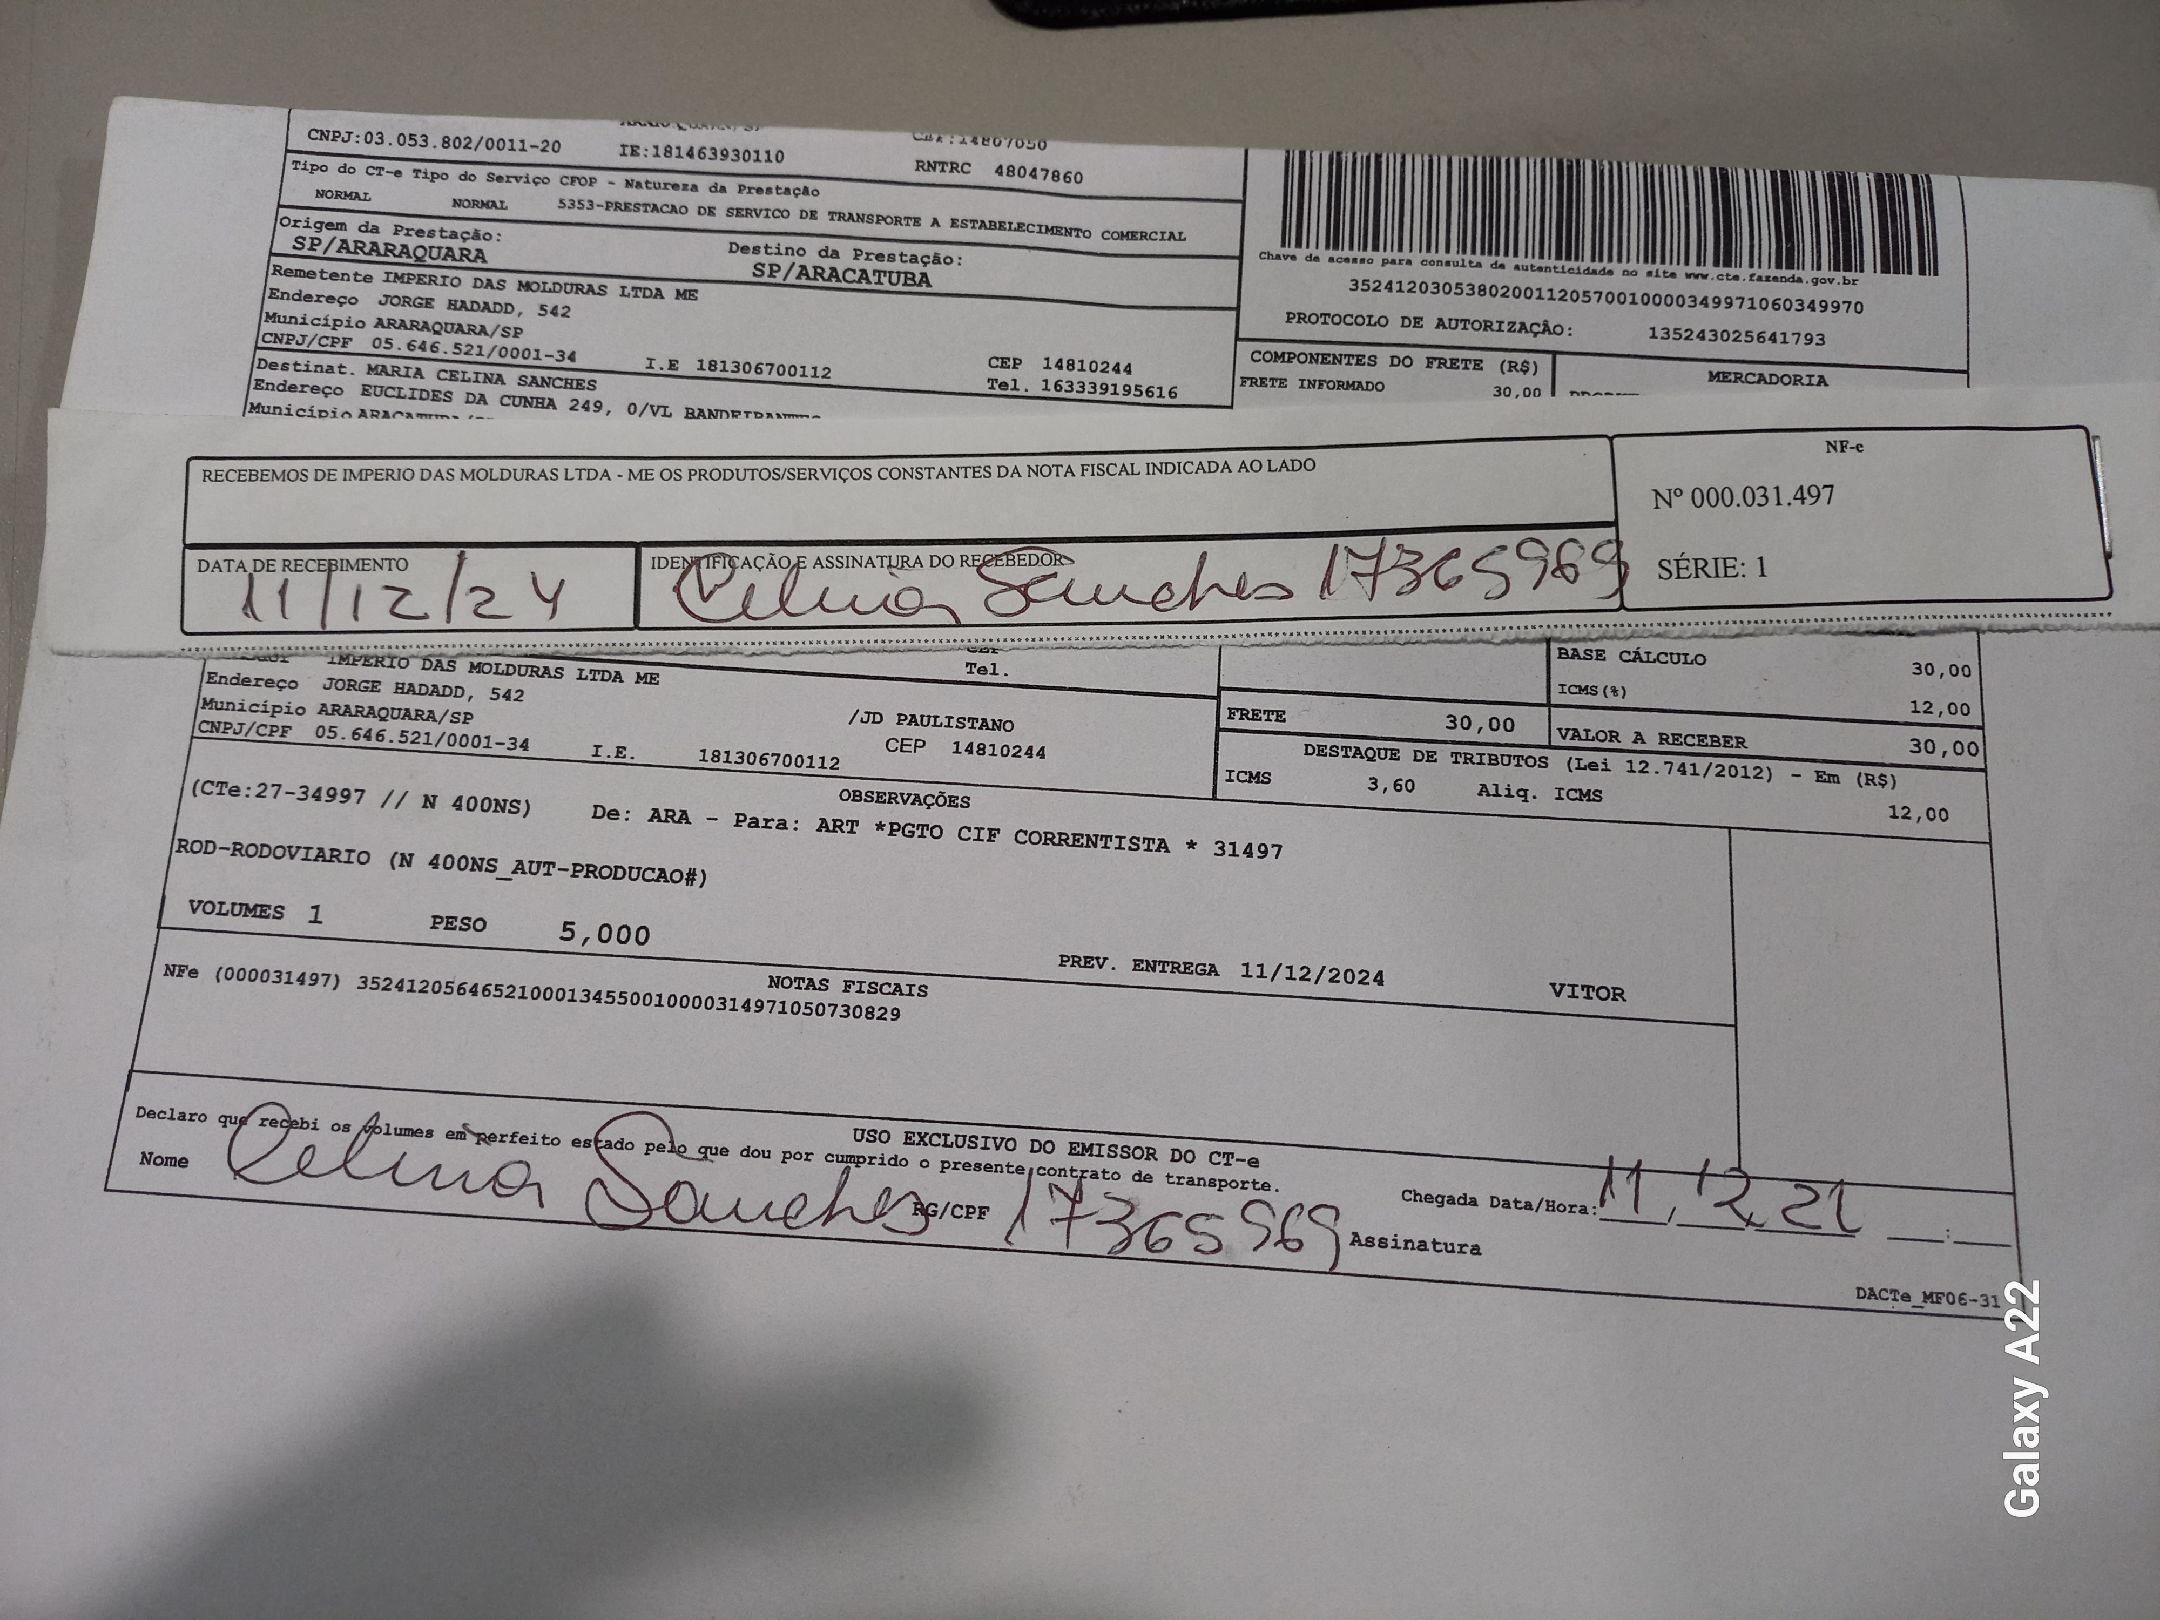 CNPJ:03.053.802/0011-20 IE:181463930110 RNTRC 48047860
Tipo do CT-e Tipo do Serviço CFOP - Natureza da Prestação
NORMAL NORMAL 5353-PRESTACAO DE SERVICO DE TRANSPORTE A ESTABELECIMENTO COMERCIAL
Origem da Prestação: Destino da Prestação:
SP/ARARAQUARA SP/ARACATUBA
Remetente IMPERIO DAS MOLDURAS LTDA ME
Endereço JORGE HADADD, 542
Município ARARAQUARA/SP CEP 14810244
CNPJ/CPF 05.646.521/0001-34 I.E 181306700112 Tel. 163339195616
Destinat. MARIA CELINA SANCHES
Endereço EUCLIDES DA CUNHA 249, 0/VL BANDEIRANTES
Município ARACATUBA
Chave de acesso para consulta de autenticidade no site www.cte.fazenda.gov.br
35241203053802001120570010000349971060349970
PROTOCOLO DE AUTORIZAÇÃO: 135243025641793
COMPONENTES DO FRETE (R$) MERCADORIA
FRETE INFORMADO 30,00
RECEBEMOS DE IMPERIO DAS MOLDURAS LTDA - ME OS PRODUTOS/SERVIÇOS CONSTANTES DA NOTA FISCAL INDICADA AO LADO
NF-e
Nº 000.031.497
SÉRIE: 1
DATA DE RECEBIMENTO IDENTIFICAÇÃO E ASSINATURA DO RECEBEDOR
11/12/24 Celina Sanches 17365969
IMPERIO DAS MOLDURAS LTDA ME Tel.
Endereço JORGE HADADD, 542
Município ARARAQUARA/SP /JD PAULISTANO
CNPJ/CPF 05.646.521/0001-34 I.E. 181306700112 CEP 14810244
BASE CÁLCULO 30,00
ICMS(%) 12,00
FRETE 30,00 VALOR A RECEBER 30,00
DESTAQUE DE TRIBUTOS (Lei 12.741/2012) - Em (R$)
ICMS 3,60 Aliq. ICMS 12,00
OBSERVAÇÕES
(CTe:27-34997 // N 400NS) De: ARA - Para: ART *PGTO CIF CORRENTISTA * 31497
ROD-RODOVIARIO (N 400NS_AUT-PRODUCAO#)
VOLUMES 1 PESO 5,000 PREV. ENTREGA 11/12/2024 VITOR
NOTAS FISCAIS
NFe (000031497) 35241205646521000134550010000314971050730829
USO EXCLUSIVO DO EMISSOR DO CT-e
Declaro que recebi os volumes em perfeito estado pelo que dou por cumprido o presente contrato de transporte.
Nome Celina Sanches RG/CPF 17365969 Assinatura
Chegada Data/Hora: 11, 12, 21 __:__
DACTe_MF06-31
Galaxy A22